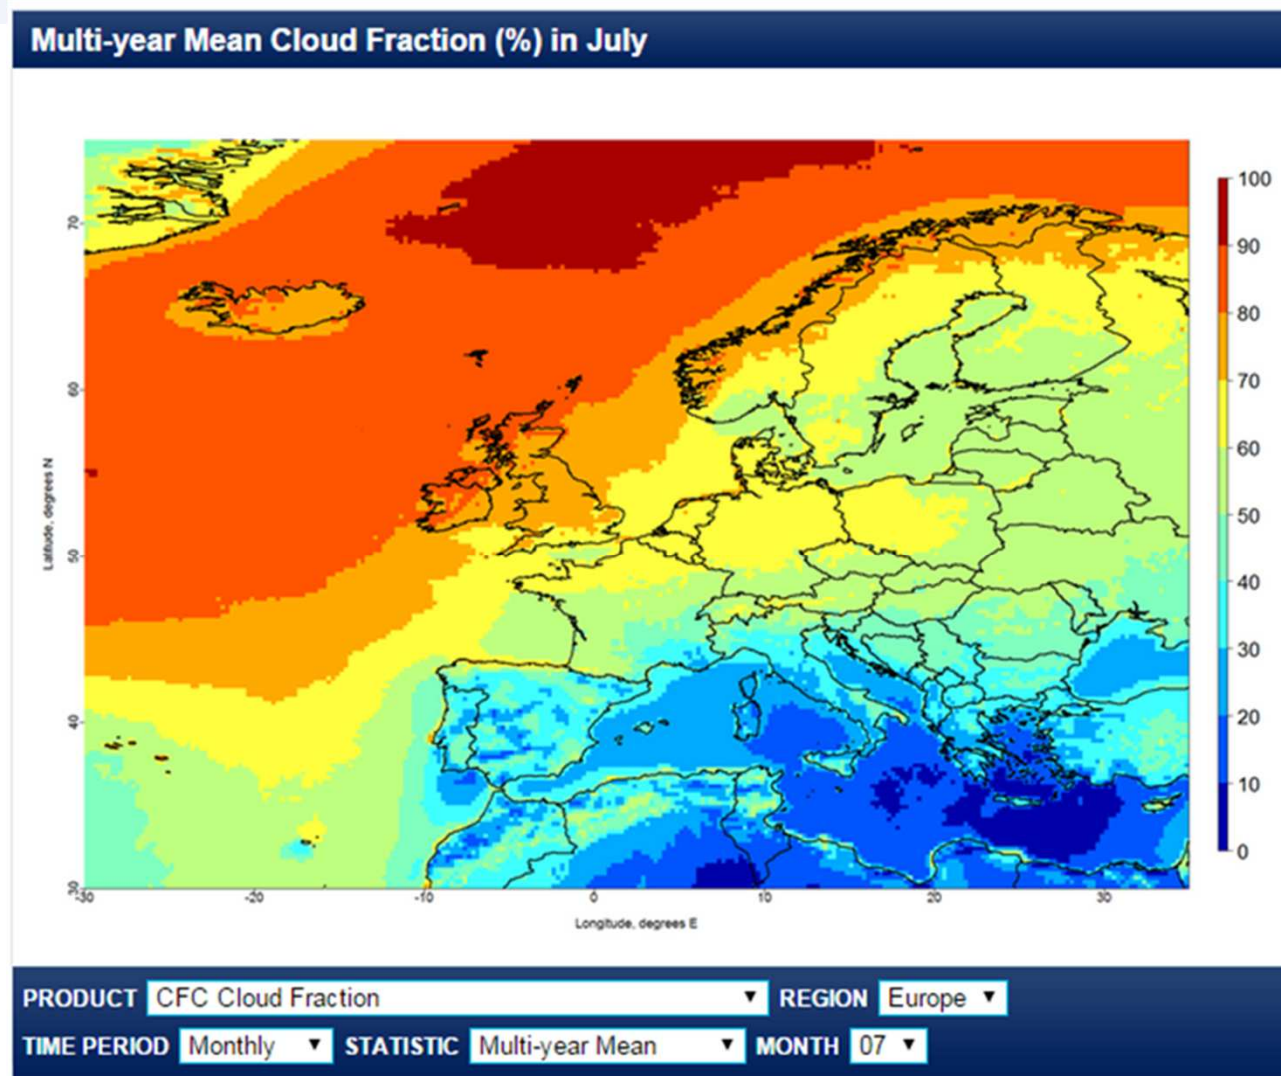 Multi-year Mean Cloud Fraction (%) in July
100
90
80
70
60
50
40
30
20
10
0
Latitude, degrees N
70
60
50
40
30
-30 -20 -10 0 10 20 30
Longitude, degrees E
PRODUCT CFC Cloud Fraction REGION Europe
TIME PERIOD Monthly STATISTIC Multi-year Mean MONTH 07